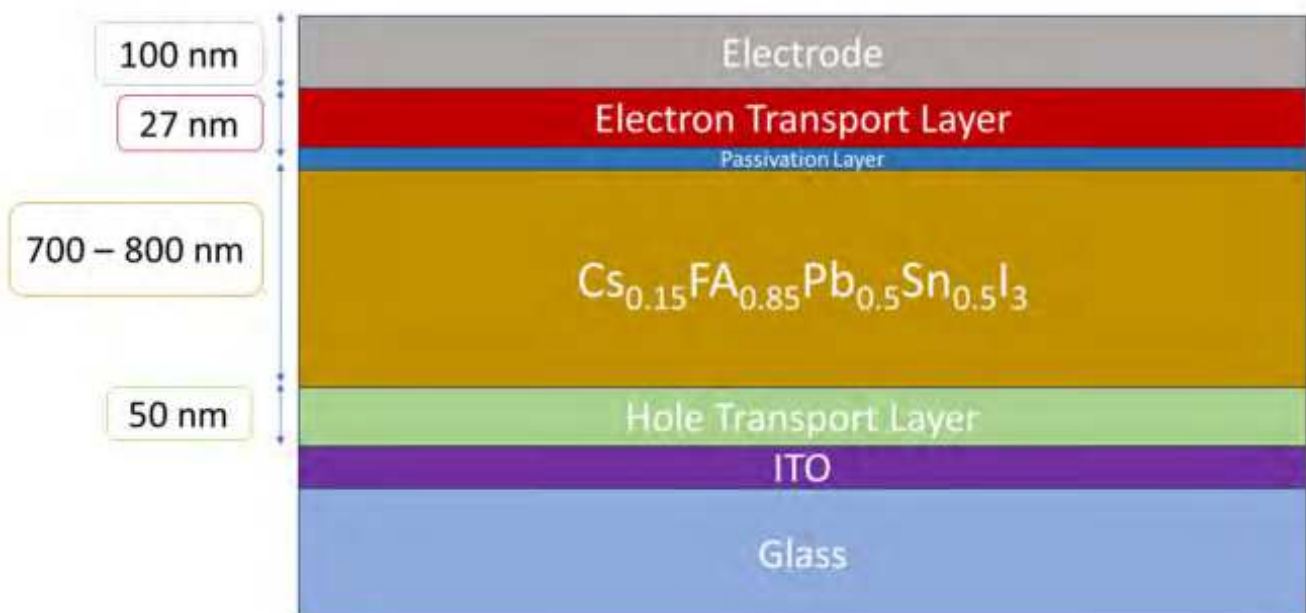 100 nm
Electrode
27 nm
Electron Transport Layer
Passivation Layer
700 – 800 nm
Cs₀.₁₅FA₀.₈₅Pb₀.₅Sn₀.₅I₃
50 nm
Hole Transport Layer
ITO
Glass